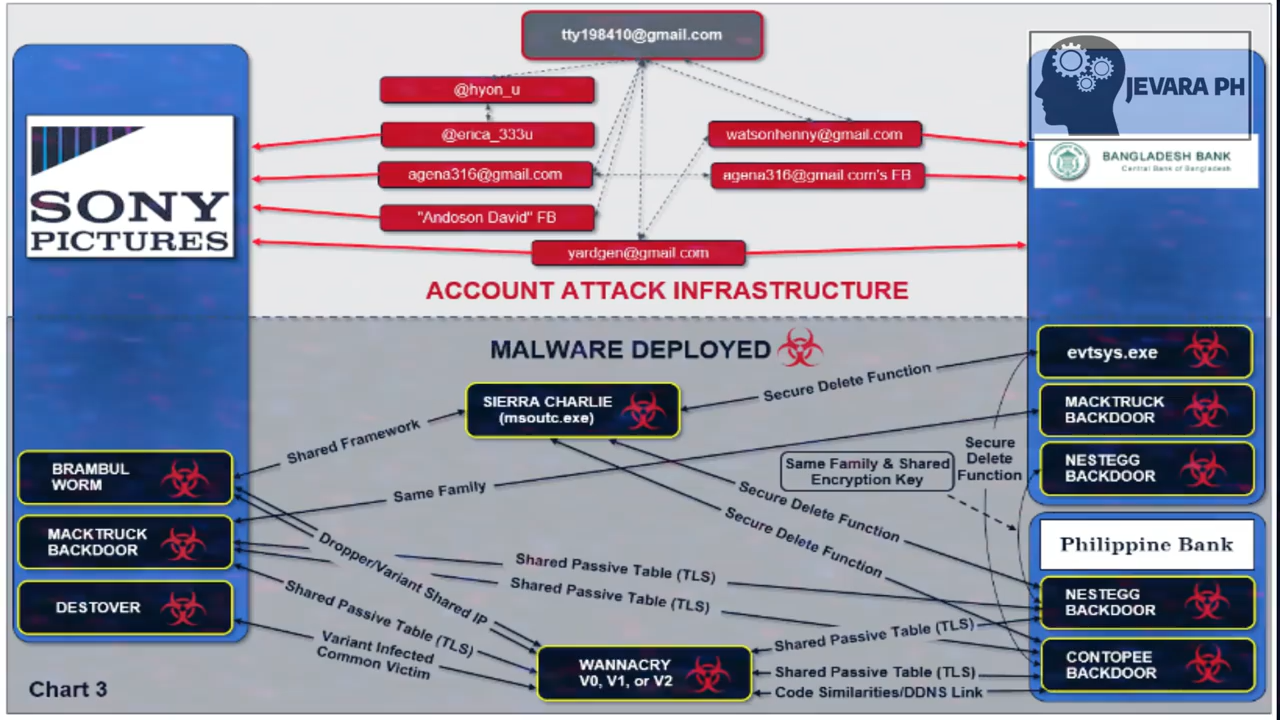 tty198410@gmail.com
JEVARA PH
@hyon_u
@erica_333u
watsonhenny@gmail.com
agena316@gmail.com
agena316@gmail com's FB
"Andoson David" FB
yardgen@gmail com
SONY
PICTURES
BANGLADESH BANK
Central Bank of Bangladesh
ACCOUNT ATTACK INFRASTRUCTURE
MALWARE DEPLOYED
evtsys.exe
Secure Delete Function
SIERRA CHARLIE
(msoutc.exe)
MACKTRUCK
BACKDOOR
Shared Framework
Secure
Delete
Function
Same Family & Shared
Encryption Key
NESTEGG
BACKDOOR
BRAMBUL
WORM
Same Family
Secure Delete Function
Secure Delete Function
MACKTRUCK
BACKDOOR
Philippine Bank
Dropper/Variant Shared IP
Shared Passive Table (TLS)
Shared Passive Table (TLS)
NESTEGG
BACKDOOR
DESTOVER
Shared Passive Table (TLS)
Variant Infected
Common Victim
Shared Passive Table (TLS)
WANNACRY
V0, V1, or V2
Shared Passive Table (TLS)
Code Similarities/DDNS Link
CONTOPEE
BACKDOOR
Chart 3